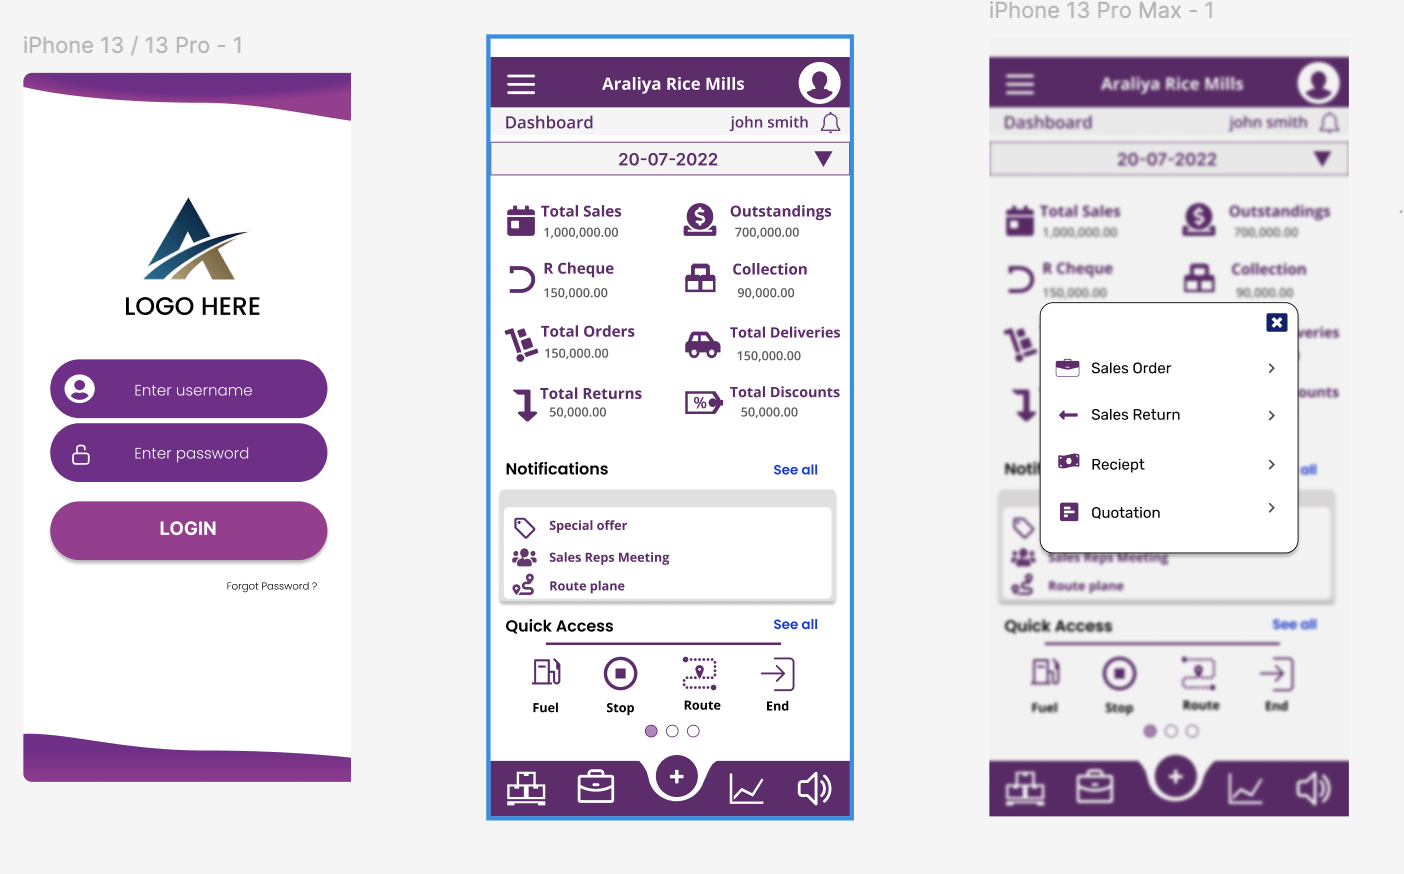 iPhone 13 / 13 Pro - 1
LOGO HERE
Enter username
Enter password
LOGIN
Forgot Password ?
Araliya Rice Mills
Dashboard john smith
20-07-2022
Total Sales Outstandings
1,000,000.00 700,000.00
R Cheque Collection
150,000.00 90,000.00
Total Orders Total Deliveries
150,000.00 150,000.00
Total Returns Total Discounts
50,000.00 50,000.00
%
Notifications See all
Special offer
Sales Reps Meeting
Route plane
Quick Access See all
Fuel Stop Route End
iPhone 13 Pro Max - 1
Araliya Rice Mills
Dashboard john smith
20-07-2022
Total Sales Outstandings
1,000,000.00 700,000.00
R Cheque Collection
150,000.00 90,000.00
Sales Order
Sales Return
Reciept
Quotation
all
Sales Reps Meeting
Route plane
Quick Access See all
Fuel Stop Route End